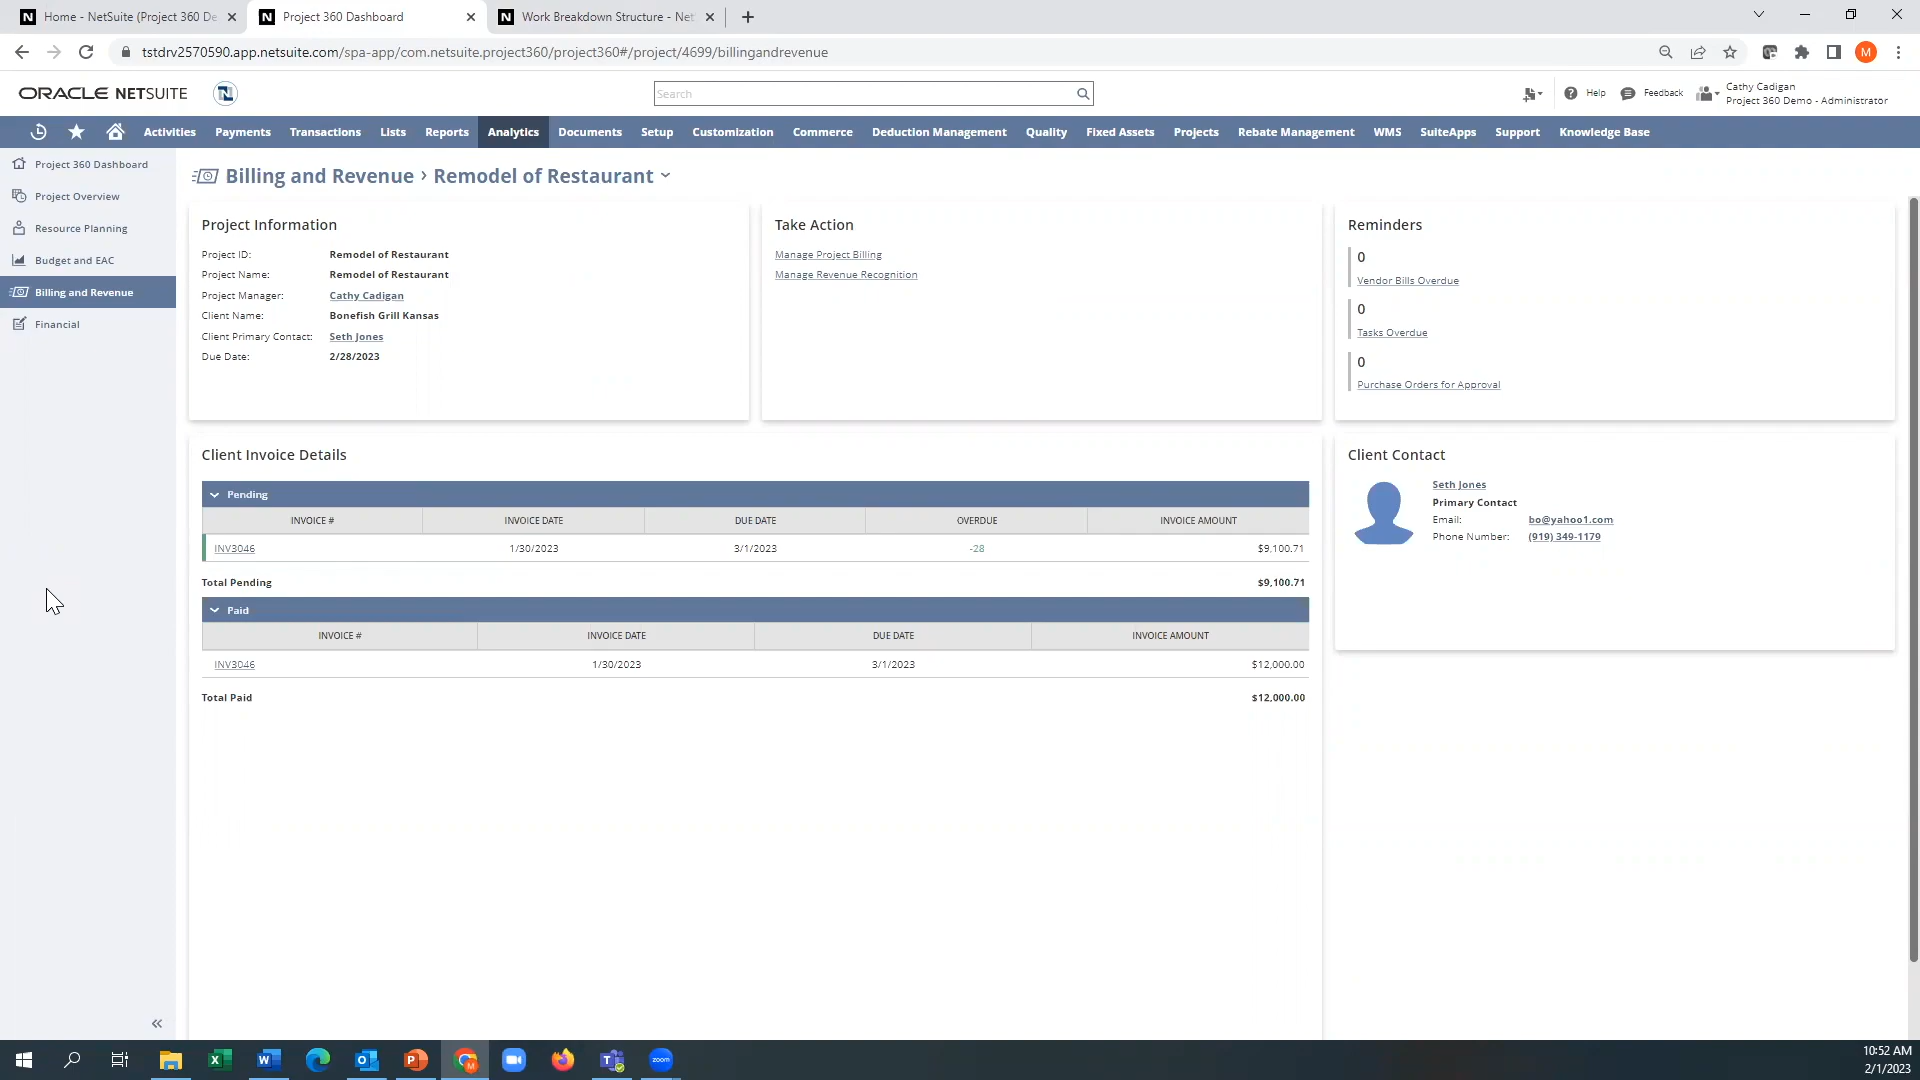 Home - NetSuite (Project 360 De
Project 360 Dashboard
Work Breakdown Structure - Net
tstdrv2570590.app.netsuite.com/spa-app/com.netsuite.project360/project360#/project/4699/billingandrevenue
M
ORACLE NETSUITE
N
Search
Help
Feedback
Cathy Cadigan
Project 360 Demo - Administrator
Activities Payments Transactions Lists Reports Analytics Documents Setup Customization Commerce Deduction Management Quality Fixed Assets Projects Rebate Management WMS SuiteApps Support Knowledge Base
Project 360 Dashboard
Project Overview
Resource Planning
Budget and EAC
Billing and Revenue
Financial
Billing and Revenue › Remodel of Restaurant
Project Information
Project ID: Remodel of Restaurant
Project Name: Remodel of Restaurant
Project Manager: Cathy Cadigan
Client Name: Bonefish Grill Kansas
Client Primary Contact: Seth Jones
Due Date: 2/28/2023
Take Action
Manage Project Billing
Manage Revenue Recognition
Reminders
0
Vendor Bills Overdue
0
Tasks Overdue
0
Purchase Orders for Approval
Client Invoice Details
Pending
INVOICE # INVOICE DATE DUE DATE OVERDUE INVOICE AMOUNT
INV3046 1/30/2023 3/1/2023 -28 $9,100.71
Total Pending $9,100.71
Paid
INVOICE # INVOICE DATE DUE DATE INVOICE AMOUNT
INV3046 1/30/2023 3/1/2023 $12,000.00
Total Paid $12,000.00
Client Contact
Seth Jones
Primary Contact
Email: bo@yahoo1.com
Phone Number: (919) 349-1179
zoom
10:52 AM
2/1/2023